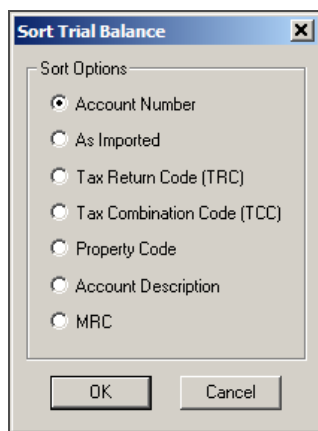 Sort Trial Balance
Sort Options
Account Number
As Imported
Tax Return Code (TRC)
Tax Combination Code (TCC)
Property Code
Account Description
MRC
OK Cancel